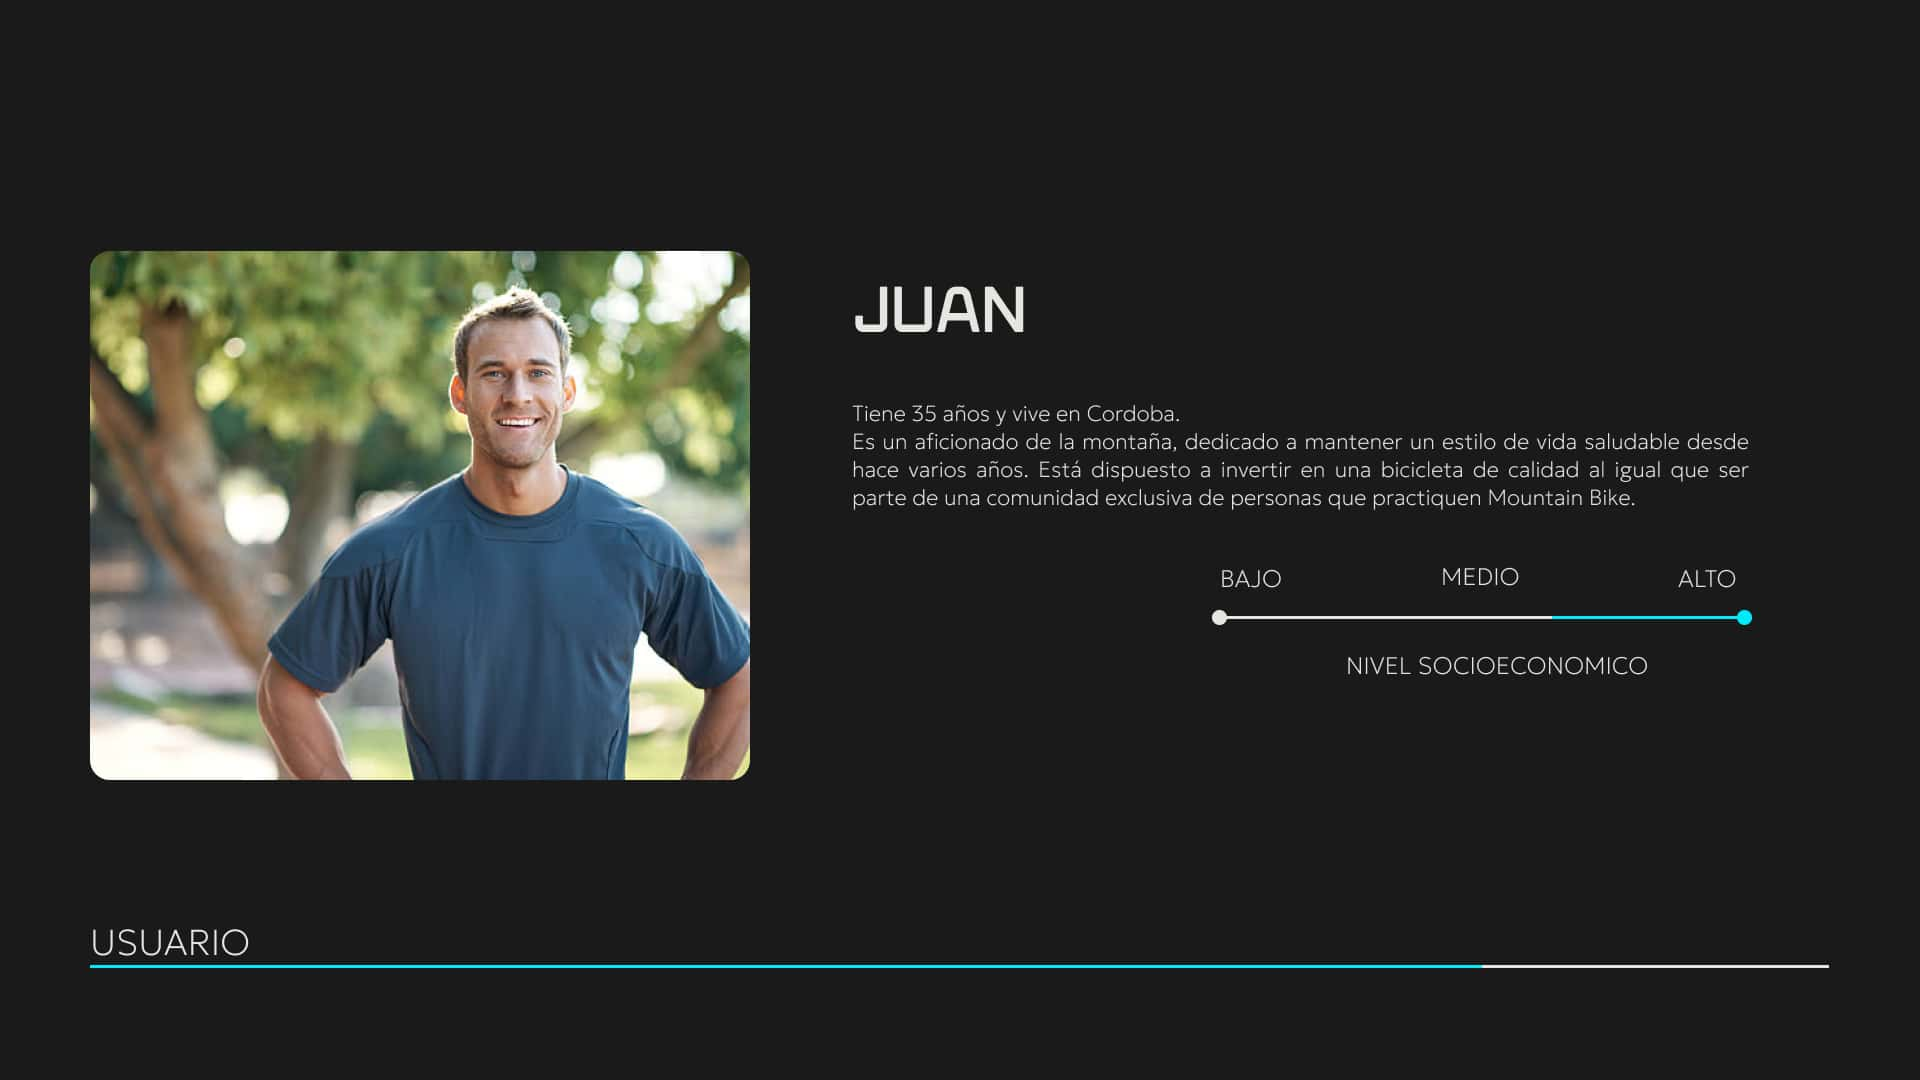 JUAN
Tiene 35 años y vive en Cordoba.
Es un aficionado de la montaña, dedicado a mantener un estilo de vida saludable desde
hace varios años. Está dispuesto a invertir en una bicicleta de calidad al igual que ser
parte de una comunidad exclusiva de personas que practiquen Mountain Bike.
BAJO MEDIO ALTO
NIVEL SOCIOECONOMICO
USUARIO